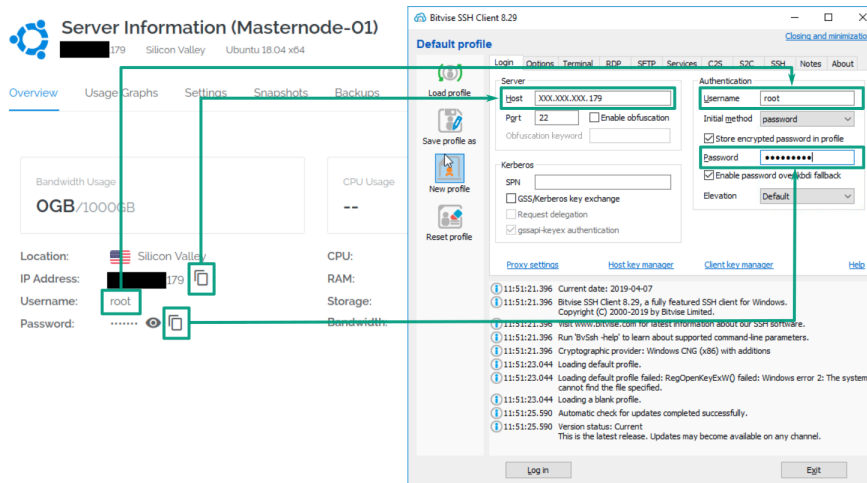 Server Information (Masternode-01)
179 Silicon Valley Ubuntu 18.04 x64
Overview Usage Graphs Settings Snapshots Backups
Bandwidth Usage
0GB/1000GB
CPU Usage
--
Location: Silicon Valley
IP Address: 179
Username: root
Password: ·······
CPU:
RAM:
Storage:
Bandwidth:
Bitvise SSH Client 8.29
Default profile
Closing and minimizatio
Load profile
Save profile as
New profile
Reset profile
Login Options Terminal RDP SFTP Services C2S S2C SSH Notes About
Server
Host XXX.XXX.XXX.179
Port 22 Enable obfuscation
Obfuscation keyword
Kerberos
SPN
GSS/Kerberos key exchange
Request delegation
gssapi-keyex authentication
Authentication
Username root
Initial method password
Store encrypted password in profile
Password ●●●●●●●●●
Enable password over kbdi fallback
Elevation Default
Proxy settings Host key manager Client key manager Help
11:51:21.396 Current date: 2019-04-07
11:51:21.396 Bitvise SSH Client 8.29, a fully featured SSH client for Windows.
Copyright (C) 2000-2019 by Bitvise Limited.
11:51:21.396 Visit www.bitvise.com for latest information about our SSH software.
11:51:21.396 Run 'BvSsh -help' to learn about supported command-line parameters.
11:51:21.396 Cryptographic provider: Windows CNG (x86) with additions
11:51:23.044 Loading default profile.
11:51:23.044 Loading default profile failed: RegOpenKeyExW() failed: Windows error 2: The system
cannot find the file specified.
11:51:23.044 Loading a blank profile.
11:51:25.590 Automatic check for updates completed successfully.
11:51:25.590 Version status: Current
This is the latest release. Updates may become available on any channel.
Log in Exit